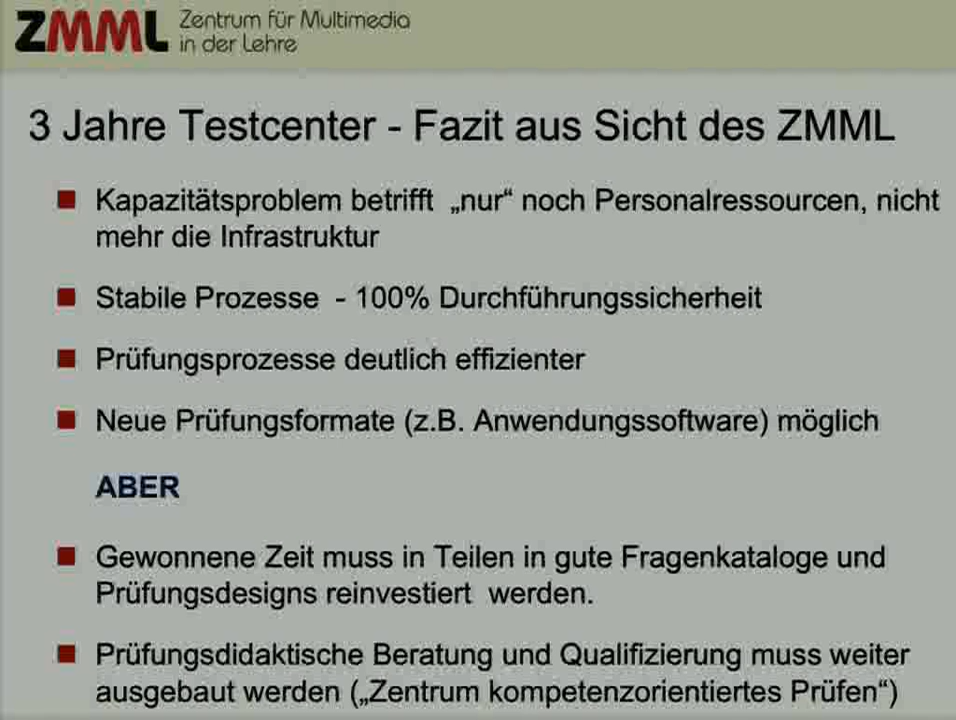 ZMML Zentrum für Multimedia
in der Lehre
3 Jahre Testcenter - Fazit aus Sicht des ZMML
Kapazitätsproblem betrifft „nur“ noch Personalressourcen, nicht
mehr die Infrastruktur
Stabile Prozesse - 100% Durchführungssicherheit
Prüfungsprozesse deutlich effizienter
Neue Prüfungsformate (z.B. Anwendungssoftware) möglich
ABER
Gewonnene Zeit muss in Teilen in gute Fragenkataloge und
Prüfungsdesigns reinvestiert werden.
Prüfungsdidaktische Beratung und Qualifizierung muss weiter
ausgebaut werden („Zentrum kompetenzorientiertes Prüfen“)